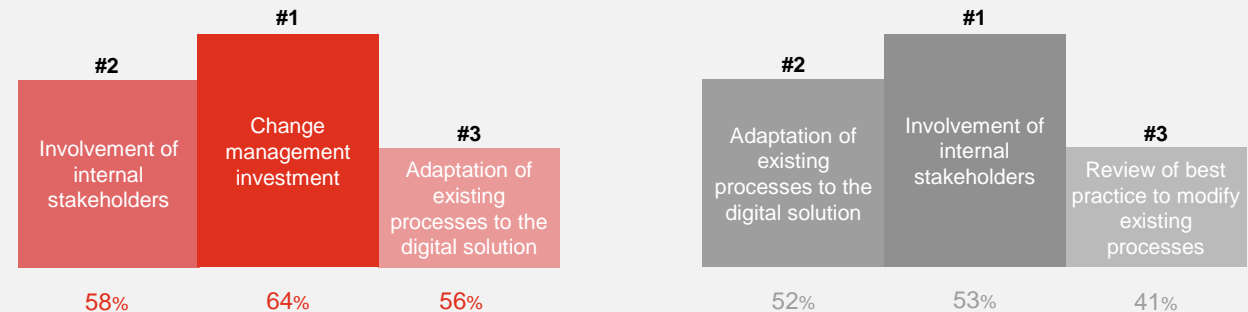 #1
#2
#3
Involvement of
internal
stakeholders
Change
management
investment
Adaptation of
existing
processes to the
digital solution
58%
64%
56%
#1
#2
#3
Adaptation of
existing
processes to the
digital solution
Involvement of
internal
stakeholders
Review of best
practice to modify
existing
processes
52%
53%
41%